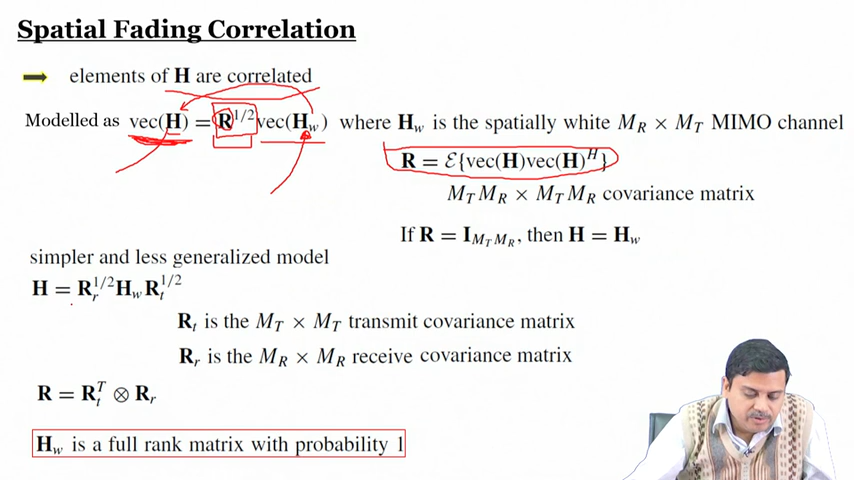 Spatial Fading Correlation
elements of H are correlated
Modelled as vec(H) = R^{1/2}vec(H_w) where H_w is the spatially white M_R × M_T MIMO channel
R = ℰ{vec(H)vec(H)^H}
M_T M_R × M_T M_R covariance matrix
If R = I_{M_T M_R}, then H = H_w
simpler and less generalized model
H = R_r^{1/2}H_w R_t^{1/2}
R_t is the M_T × M_T transmit covariance matrix
R_r is the M_R × M_R receive covariance matrix
R = R_t^T ⊗ R_r
H_w is a full rank matrix with probability 1